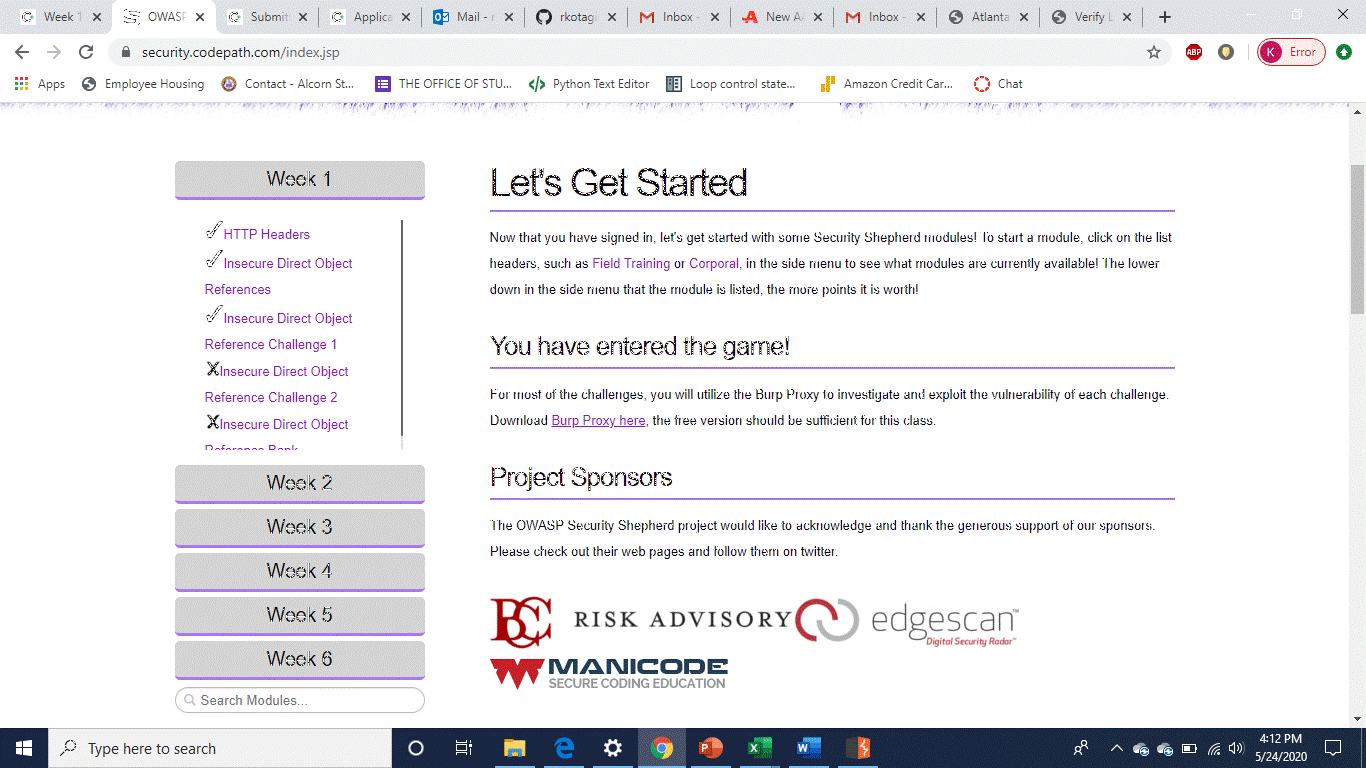 Week 1
OWASP
Submit
Applica
Mail - r
rkotagi
Inbox -
New A
Inbox -
Atlanta
Verify L
security.codepath.com/index.jsp
ABP
K Error
Apps
Employee Housing
Contact - Alcorn St...
THE OFFICE OF STU...
Python Text Editor
Loop control state...
Amazon Credit Car...
Chat
Week 1
HTTP Headers
Insecure Direct Object
References
Insecure Direct Object
Reference Challenge 1
Insecure Direct Object
Reference Challenge 2
Insecure Direct Object
Reference Bank
Week 2
Week 3
Week 4
Week 5
Week 6
Search Modules...
Let's Get Started
Now that you have signed in, let's get started with some Security Shepherd modules! To start a module, click on the list
headers, such as Field Training or Corporal, in the side menu to see what modules are currently available! The lower
down in the side menu that the module is listed, the more points it is worth!
You have entered the game!
For most of the challenges, you will utilize the Burp Proxy to investigate and exploit the vulnerability of each challenge.
Download Burp Proxy here, the free version should be sufficient for this class.
Project Sponsors
The OWASP Security Shepherd project would like to acknowledge and thank the generous support of our sponsors.
Please check out their web pages and follow them on twitter.
BC RISK ADVISORY
edgescan™
Digital Security Radar™
MANICODE
SECURE CODING EDUCATION
Type here to search
4:12 PM
5/24/2020